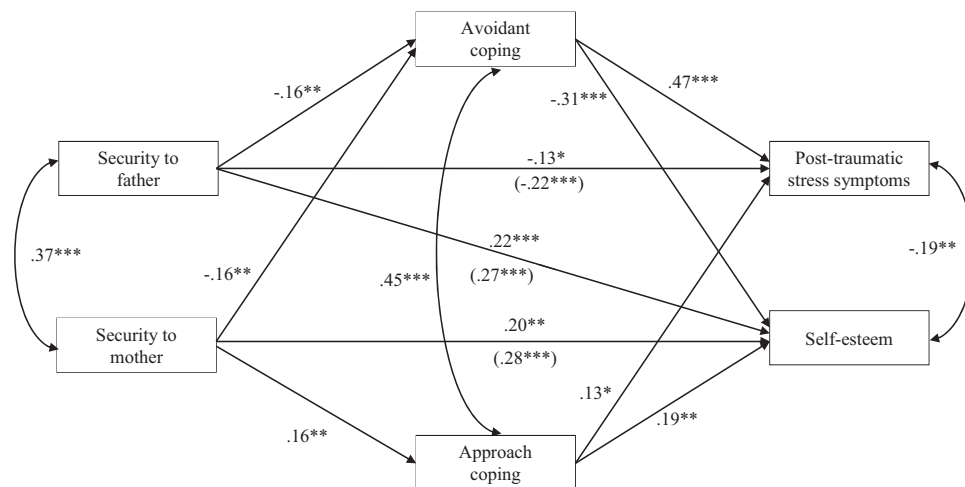 Avoidant
coping
-.16**
.47***
-.31***
Security to
father
-.13*
(-.22***)
Post-traumatic
stress symptoms
.37***
-.16**
.45***
.22***
(.27***)
-.19**
Security to
mother
.20**
(.28***)
Self-esteem
.16**
.13*
.19**
Approach
coping